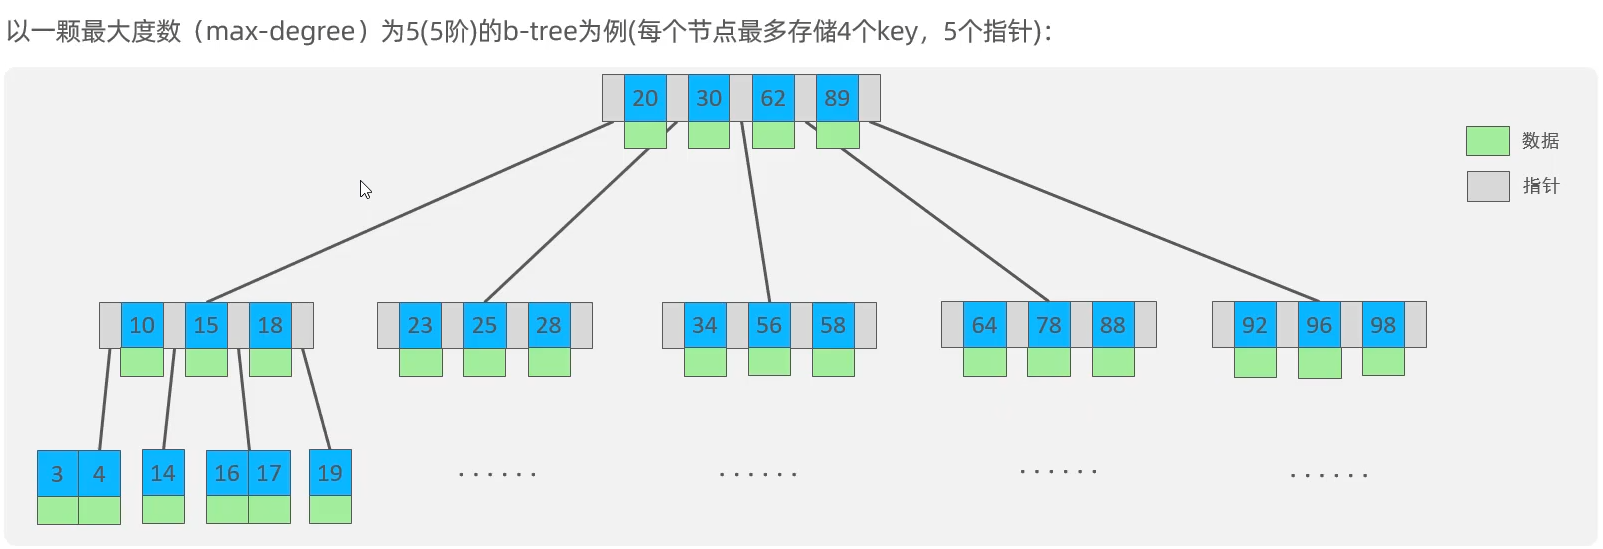 以一颗最大度数（max-degree）为5(5阶)的b-tree为例(每个节点最多存储4个key，5个指针)：
20 30 62 89
数据
指针
10 15 18 23 25 28 34 56 58 64 78 88 92 96 98
3 4 14 16 17 19 ······ ······ ······ ······